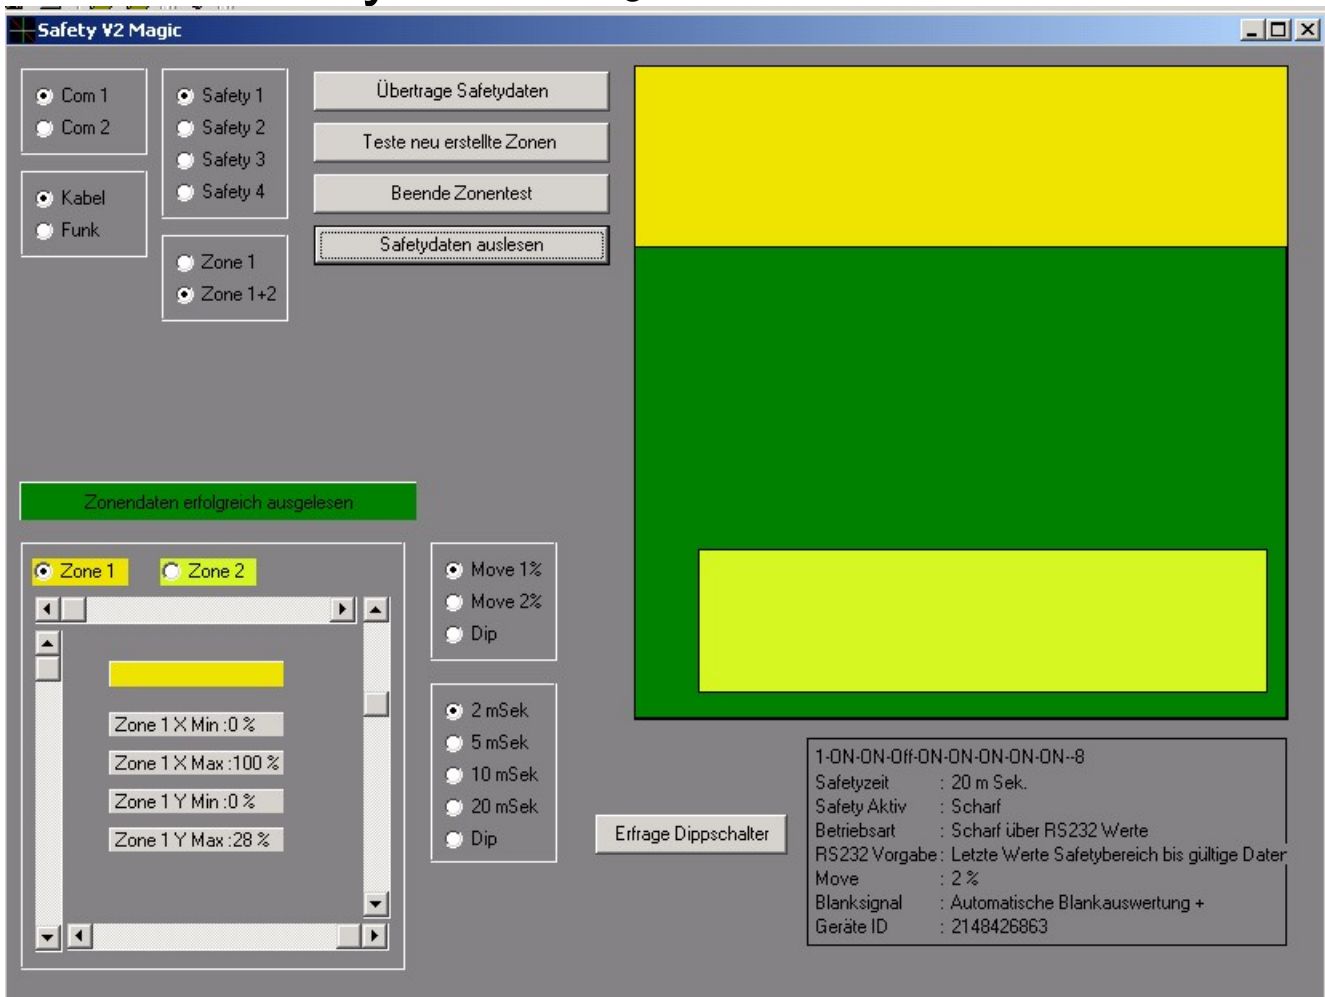 Safety V2 Magic
Com 1
Com 2
Kabel
Funk
Safety 1
Safety 2
Safety 3
Safety 4
Zone 1
Zone 1+2
Übertrage Safetydaten
Teste neu erstellte Zonen
Beende Zonentest
Safetydaten auslesen
Zonendaten erfolgreich ausgelesen
Zone 1
Zone 2
Zone 1 X Min :0 %
Zone 1 X Max :100 %
Zone 1 Y Min :0 %
Zone 1 Y Max :28 %
Move 1%
Move 2%
Dip
2 mSek
5 mSek
10 mSek
20 mSek
Dip
Erfrage Dippschalter
1-ON-ON-Off-ON-ON-ON-ON-ON--8
Safetyzeit : 20 m Sek.
Safety Aktiv : Scharf
Betriebsart : Scharf über RS232 Werte
RS232 Vorgabe : Letzte Werte Safetybereich bis gültige Daten
Move : 2 %
Blanksignal : Automatische Blankauswertung +
Geräte ID : 2148426863